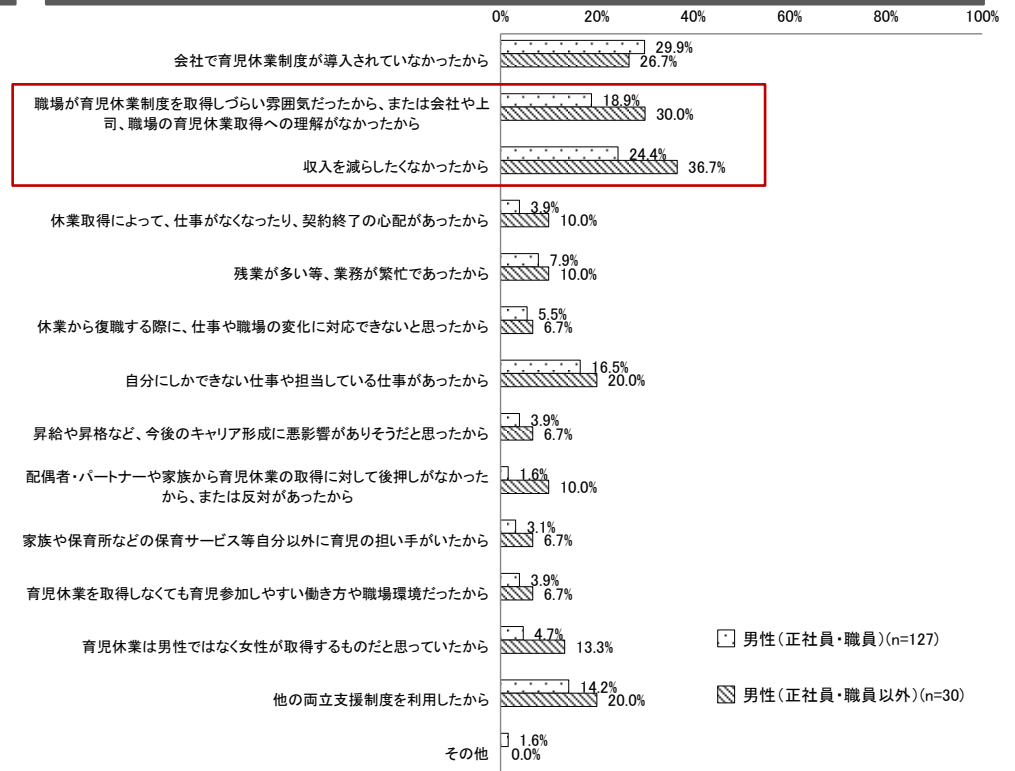 0% 20% 40% 60% 80% 100%
会社で育児休業制度が導入されていなかったから
29.9%
26.7%
職場が育児休業制度を取得しづらい雰囲気だったから、または会社や上
司、職場の育児休業取得への理解がなかったから
18.9%
30.0%
収入を減らしたくなかったから
24.4%
36.7%
休業取得によって、仕事がなくなったり、契約終了の心配があったから
3.9%
10.0%
残業が多い等、業務が繁忙であったから
7.9%
10.0%
休業から復職する際に、仕事や職場の変化に対応できないと思ったから
5.5%
6.7%
自分にしかできない仕事や担当している仕事があったから
16.5%
20.0%
昇給や昇格など、今後のキャリア形成に悪影響がありそうだと思ったから
3.9%
6.7%
配偶者・パートナーや家族から育児休業の取得に対して後押しがなかった
から、または反対があったから
1.6%
10.0%
家族や保育所などの保育サービス等自分以外に育児の担い手がいたから
3.1%
6.7%
育児休業を取得しなくても育児参加しやすい働き方や職場環境だったから
3.9%
6.7%
育児休業は男性ではなく女性が取得するものだと思っていたから
4.7%
13.3%
他の両立支援制度を利用したから
14.2%
20.0%
その他
1.6%
0.0%
男性(正社員・職員)(n=127)
男性(正社員・職員以外)(n=30)